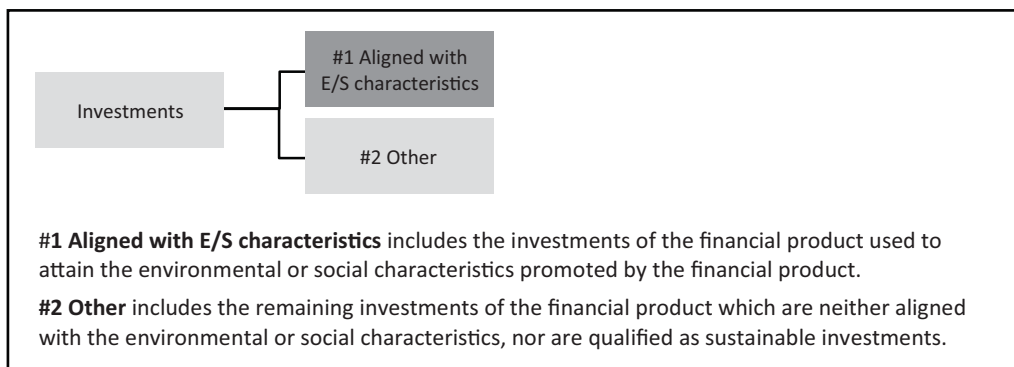 #1 Aligned with
E/S characteristics
Investments
#2 Other
#1 Aligned with E/S characteristics includes the investments of the financial product used to
attain the environmental or social characteristics promoted by the financial product.
#2 Other includes the remaining investments of the financial product which are neither aligned
with the environmental or social characteristics, nor are qualified as sustainable investments.